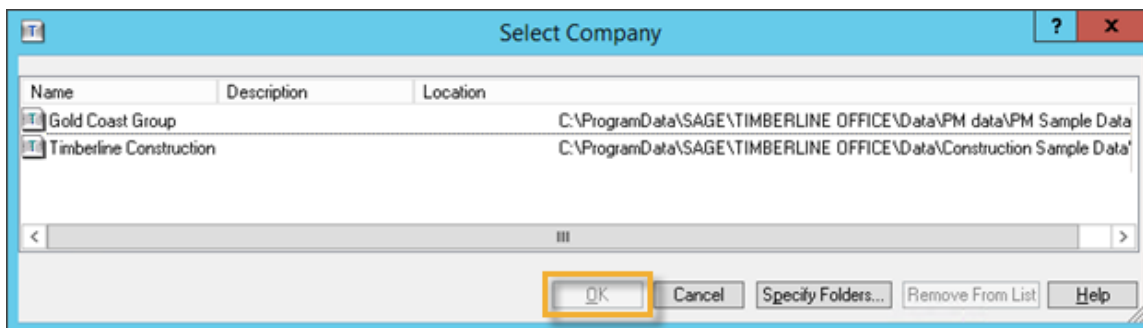 Select Company
? x
Name Description Location
Gold Coast Group C:\ProgramData\SAGE\TIMBERLINE OFFICE\Data\PM data\PM Sample Data
Timberline Construction C:\ProgramData\SAGE\TIMBERLINE OFFICE\Data\Construction Sample Data'
OK Cancel Specify Folders... Remove From List Help